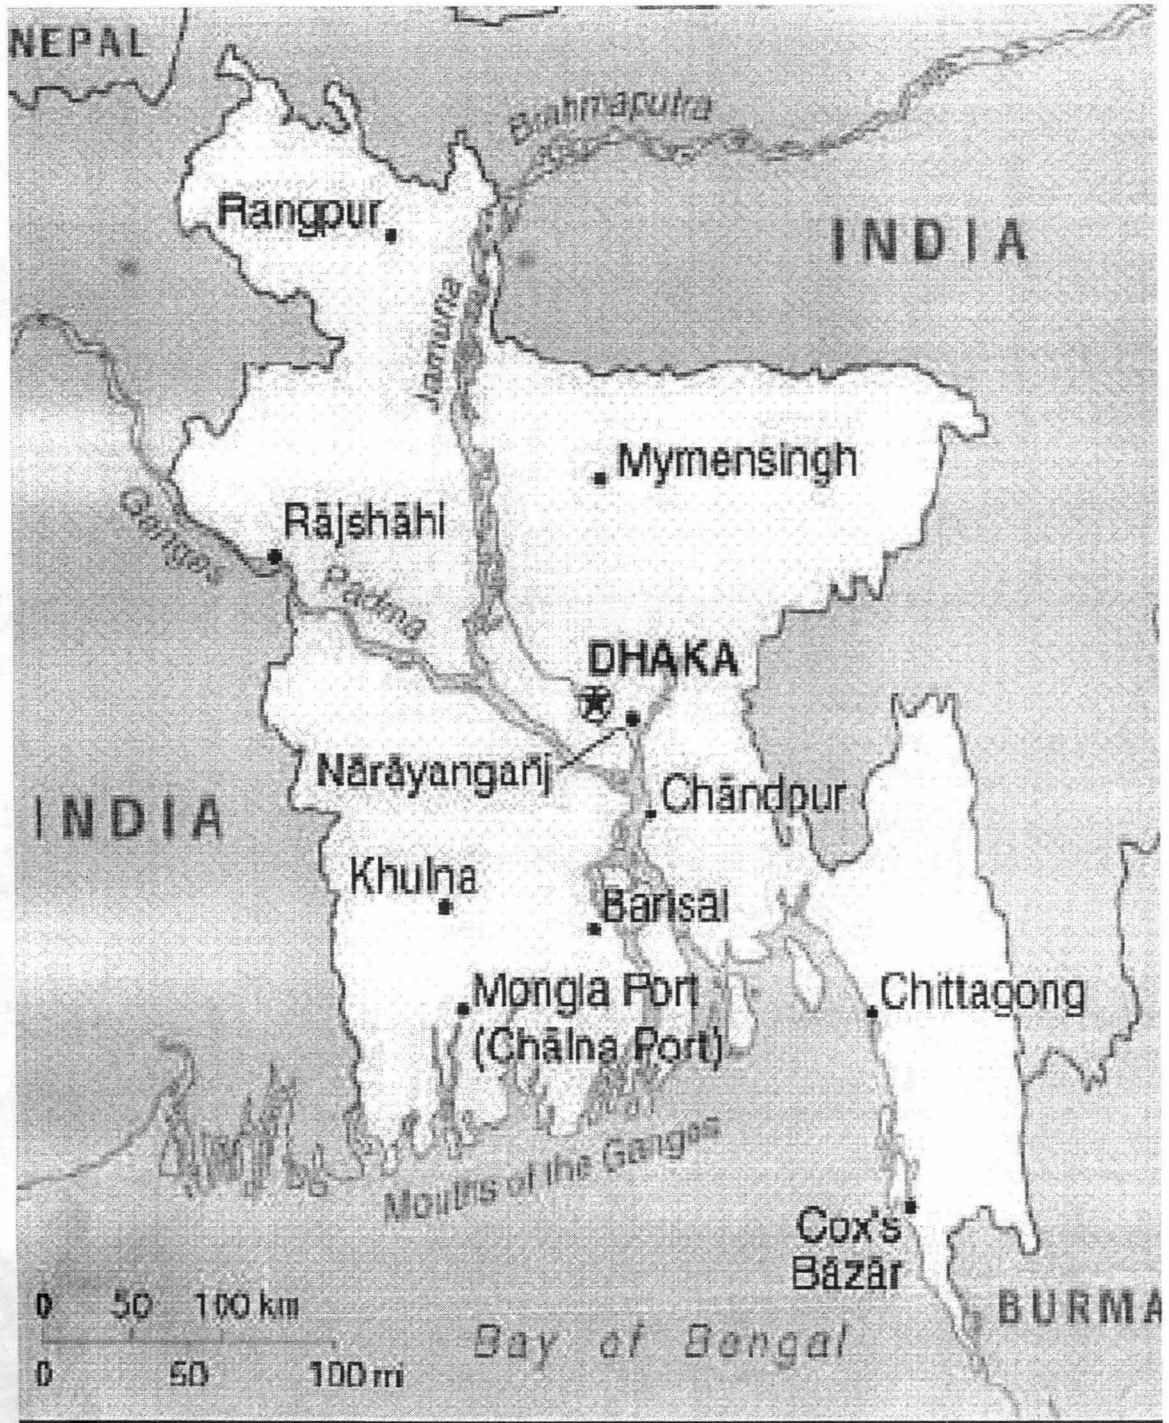 NEPAL
Brahmaputra
Rangpur
INDIA
Jamuna
Mymensingh
Ganges
Rājshāhi
Padma
DHAKA
Nārāyanganj
INDIA
Chāndpur
Khulna
Barisāl
Mongla Port
(Chālna Port)
Chittagong
Mouths of the Ganges
Cox's
Bāzār
0 50 100 km
BURMA
Bay of Bengal
0 50 100 mi